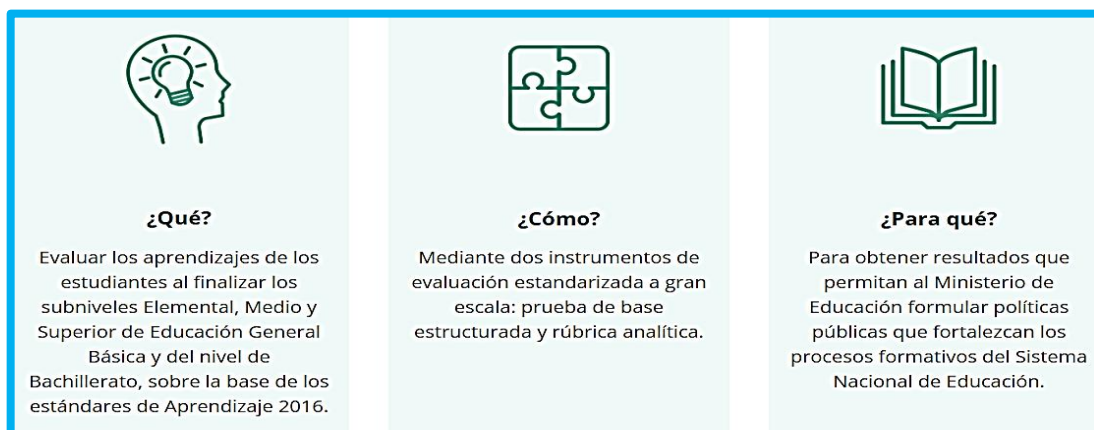 ¿Qué?
Evaluar los aprendizajes de los
estudiantes al finalizar los
subniveles Elemental, Medio y
Superior de Educación General
Básica y del nivel de
Bachillerato, sobre la base de los
estándares de Aprendizaje 2016.
¿Cómo?
Mediante dos instrumentos de
evaluación estandarizada a gran
escala: prueba de base
estructurada y rúbrica analítica.
¿Para qué?
Para obtener resultados que
permitan al Ministerio de
Educación formular políticas
públicas que fortalezcan los
procesos formativos del Sistema
Nacional de Educación.